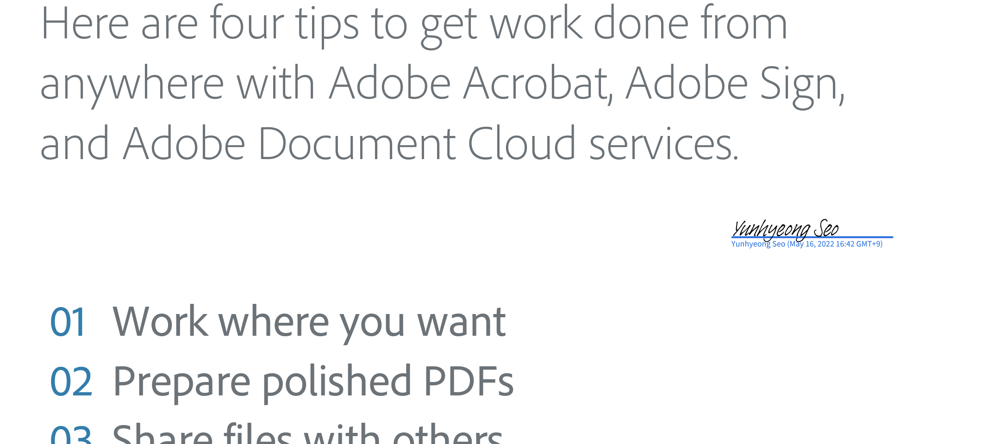 Here are four tips to get work done from
anywhere with Adobe Acrobat, Adobe Sign,
and Adobe Document Cloud services.
Yunhyeong Seo
Yunhyeong Seo (May 16, 2022 16:42 GMT+9)
01 Work where you want
02 Prepare polished PDFs
03 Share files with others